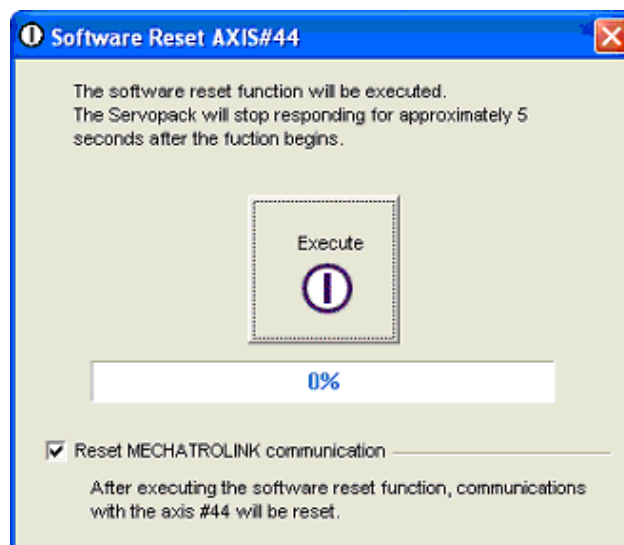 Software Reset AXIS#44
The software reset function will be executed.
The Servopack will stop responding for approximately 5
seconds after the fuction begins.
Execute
0%
Reset MECHATROLINK communication
After executing the software reset function, communications
with the axis #44 will be reset.